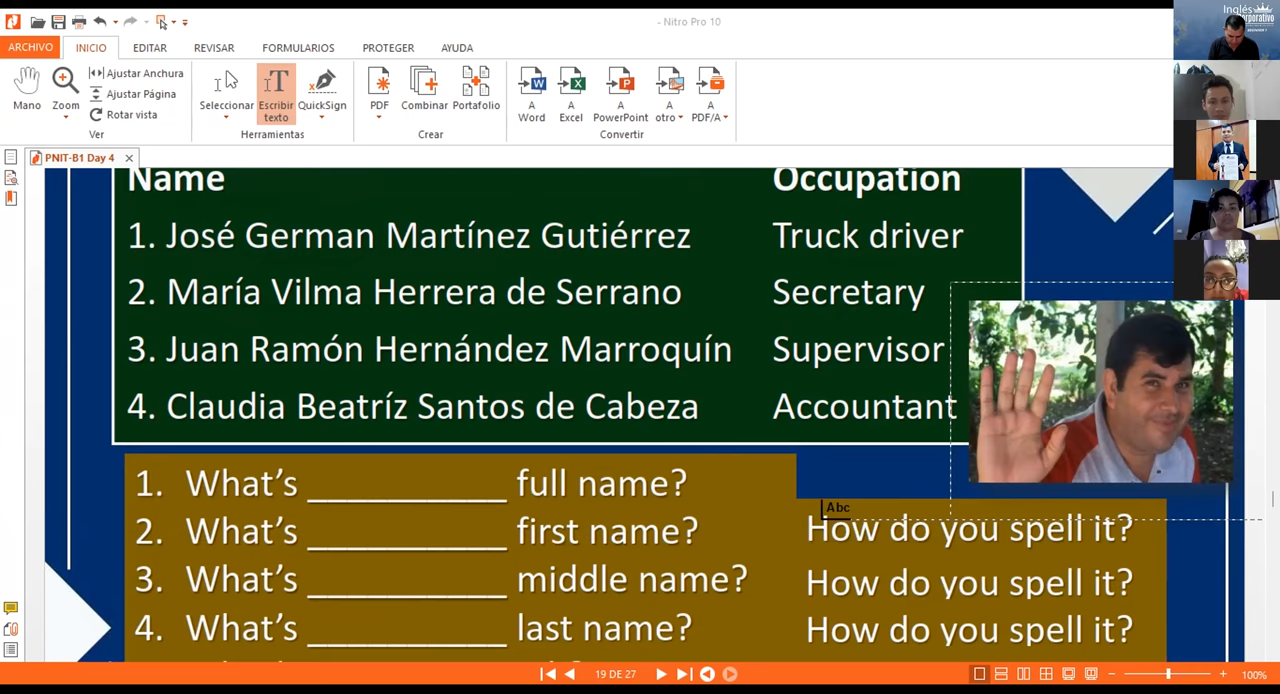 - Nitro Pro 10
Inglés
Corporativo
ARCHIVO INICIO EDITAR REVISAR FORMULARIOS PROTEGER AYUDA
Mano Zoom Ajustar Anchura
Ajustar Página
Rotar vista
Ver
Seleccionar Escribir texto QuickSign
Herramientas
PDF Combinar Portafolio
Crear
A Word A Excel A PowerPoint A otro A PDF/A
Convertir
PNIT-B1 Day 4
Name Occupation
1. José German Martínez Gutiérrez Truck driver
2. María Vilma Herrera de Serrano Secretary
3. Juan Ramón Hernández Marroquín Supervisor
4. Claudia Beatríz Santos de Cabeza Accountant
1. What's __________ full name?
Abc
2. What's __________ first name? How do you spell it?
3. What's __________ middle name? How do you spell it?
4. What's __________ last name? How do you spell it?
19 DE 27
100%